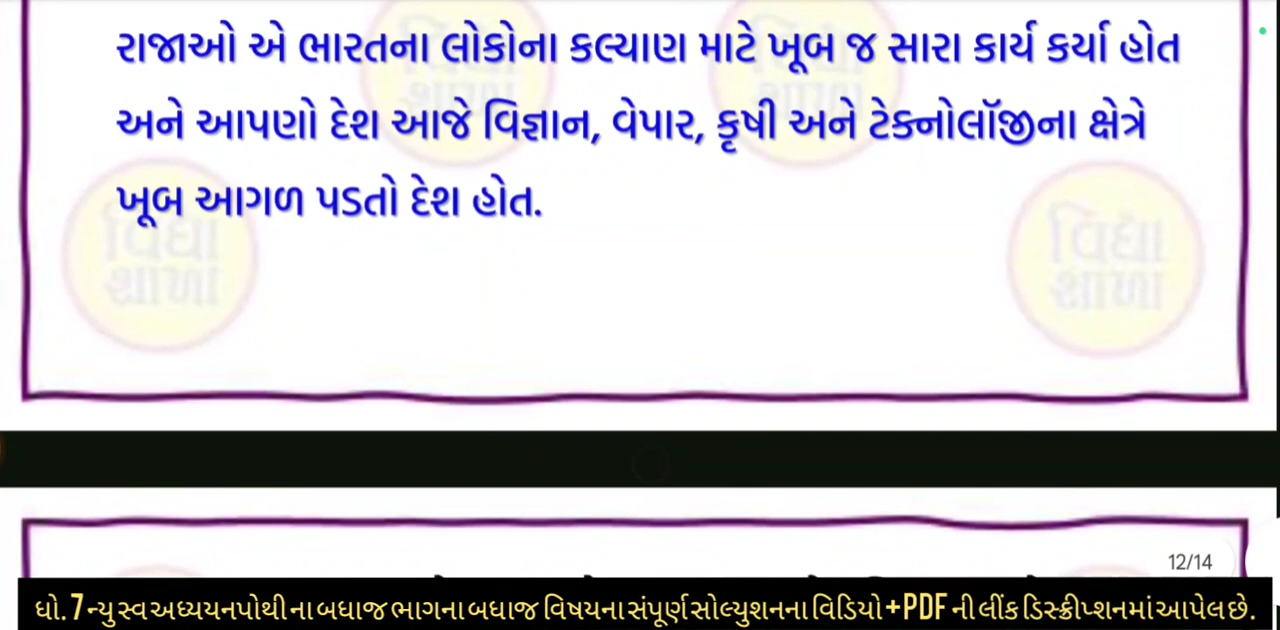 રાજાઓ એ ભારતના લોકોના કલ્યાણ માટે ખૂબ જ સારા કાર્ય કર્યા હોત
અને આપણો દેશ આજે વિજ્ઞાન, વેપાર, કૃષી અને ટેક્નોલૉજીના ક્ષેત્રે
ખૂબ આગળ પડતો દેશ હોત.
વિદ્યા
શાળા
વિદ્યા
શાળા
12/14
ધો. 7 ન્યુ સ્વઅધ્યયનપોથી ના બધાજ ભાગના બધાજ વિષયના સંપૂર્ણ સોલ્યુશનના વિડિયો + PDF ની લીંક ડિસ્ક્રીપ્શનમાં આપેલ છે.